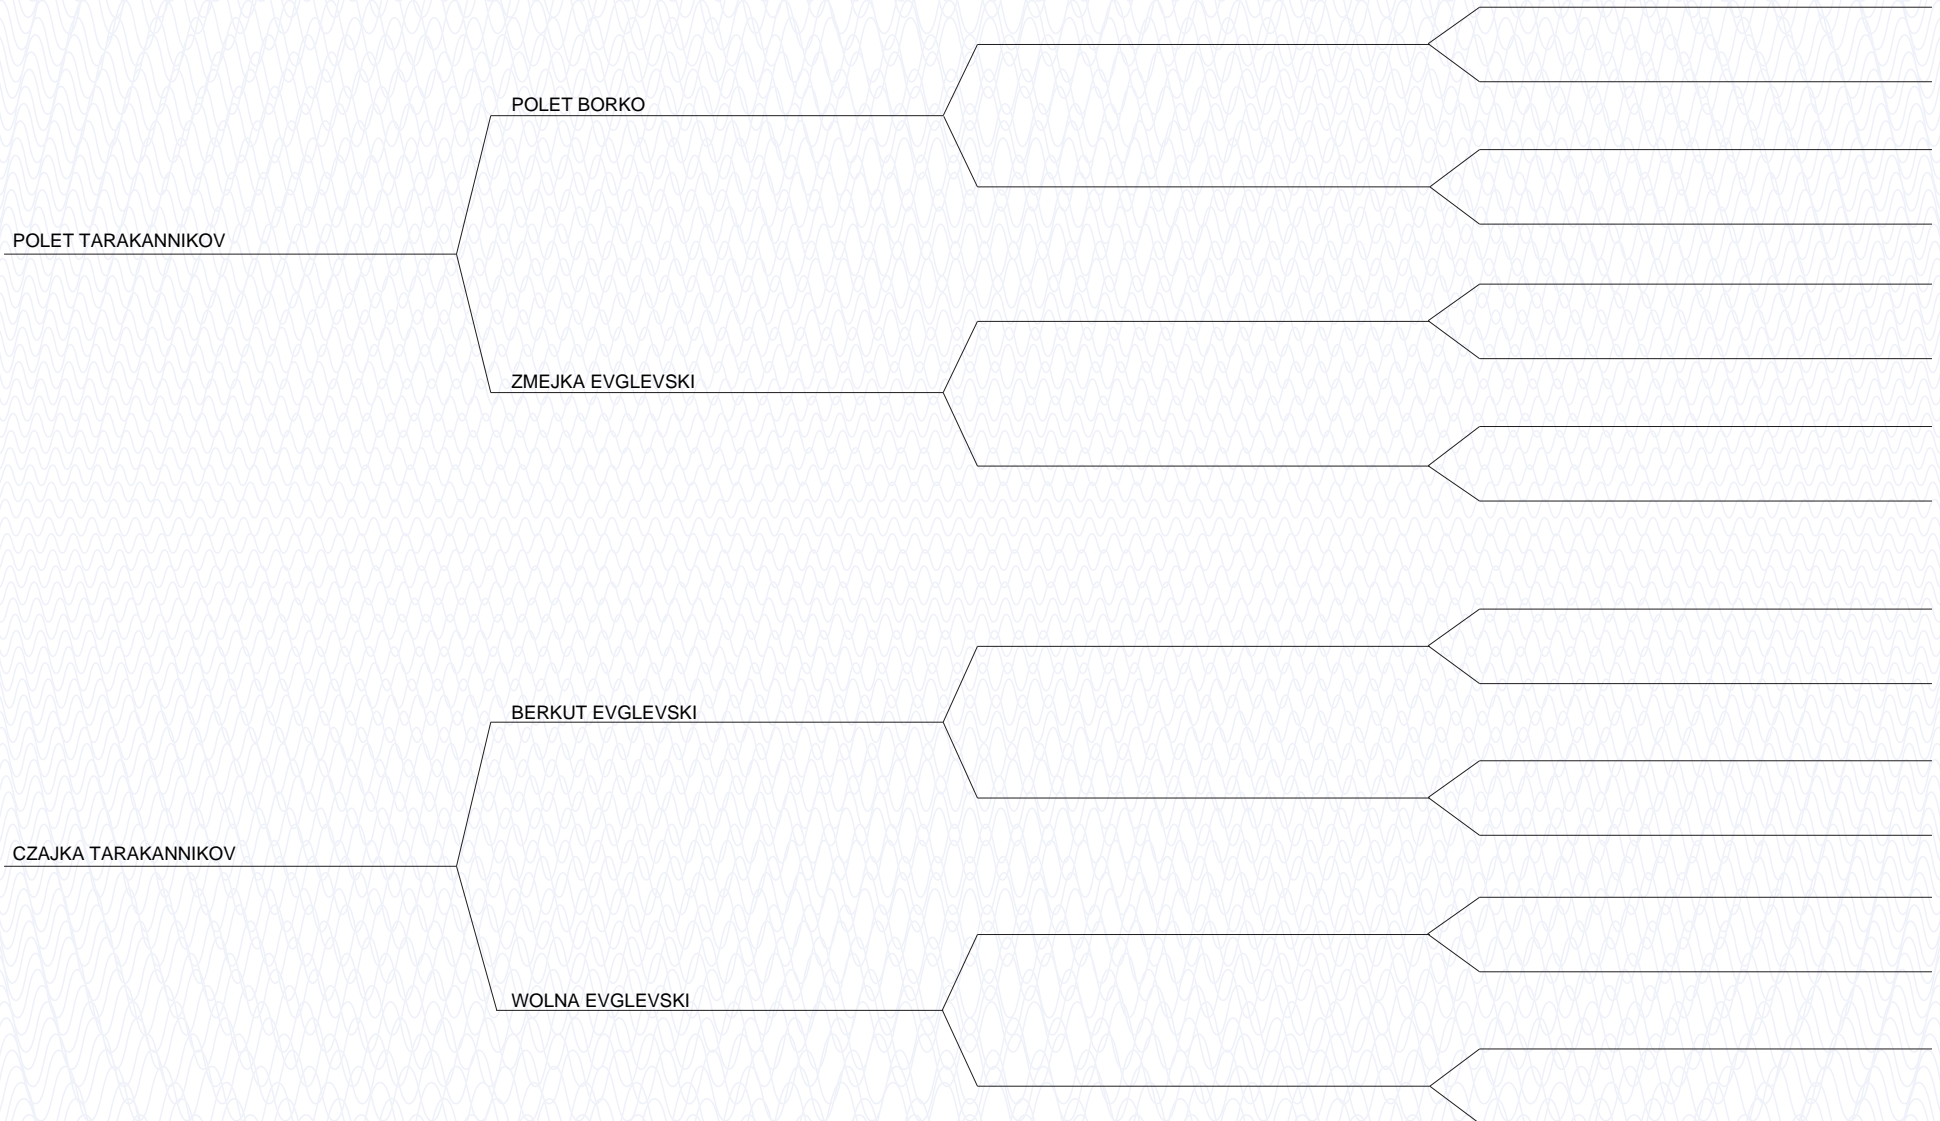 POLET BORKO
POLET TARAKANNIKOV
ZMEJKA EVGLEVSKI
BERKUT EVGLEVSKI
CZAJKA TARAKANNIKOV
WOLNA EVGLEVSKI